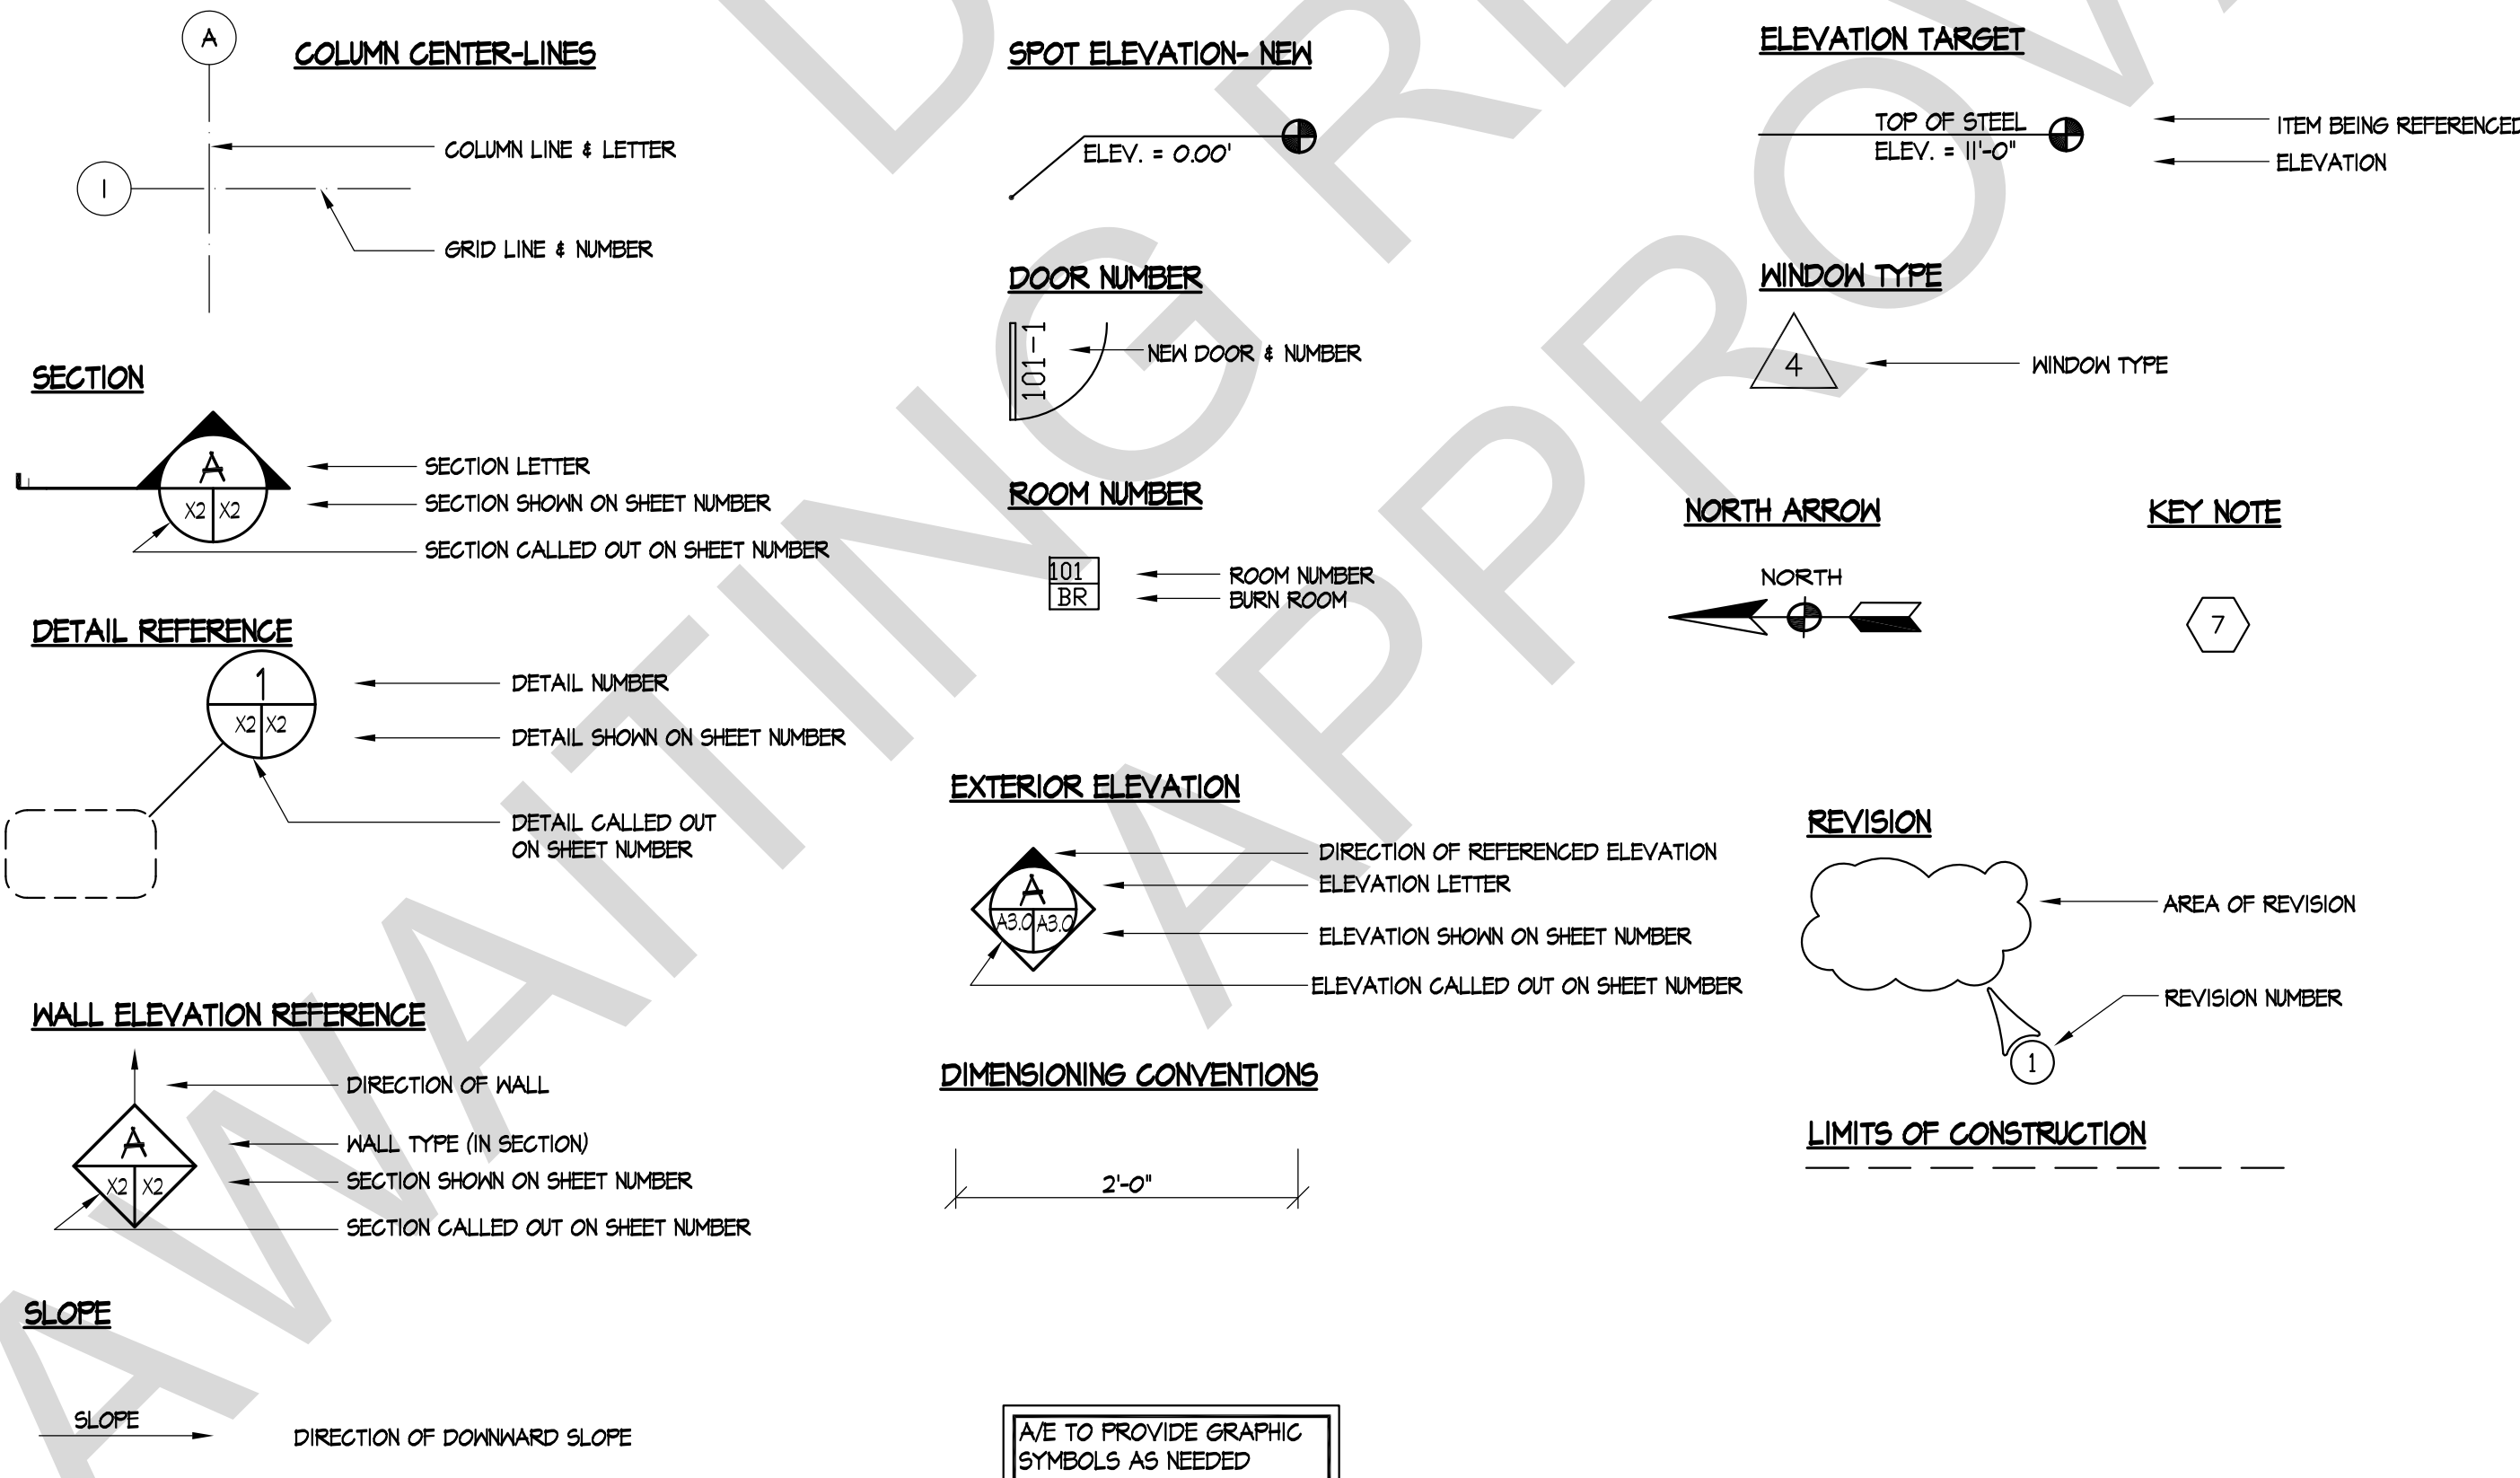 A
COLUMN CENTER-LINES
COLUMN LINE & LETTER
1
GRID LINE & NUMBER
SECTION
A
X2 X2
SECTION LETTER
SECTION SHOWN ON SHEET NUMBER
SECTION CALLED OUT ON SHEET NUMBER
DETAIL REFERENCE
1
X2 X2
DETAIL NUMBER
DETAIL SHOWN ON SHEET NUMBER
DETAIL CALLED OUT
ON SHEET NUMBER
WALL ELEVATION REFERENCE
DIRECTION OF WALL
A
WALL TYPE (IN SECTION)
X2 X2
SECTION SHOWN ON SHEET NUMBER
SECTION CALLED OUT ON SHEET NUMBER
SLOPE
SLOPE
DIRECTION OF DOWNWARD SLOPE
SPOT ELEVATION- NEW
ELEV. = 0.00'
DOOR NUMBER
101-1
NEW DOOR & NUMBER
ROOM NUMBER
101
BR
ROOM NUMBER
BURN ROOM
EXTERIOR ELEVATION
A
A3.0 A3.0
DIRECTION OF REFERENCED ELEVATION
ELEVATION LETTER
ELEVATION SHOWN ON SHEET NUMBER
ELEVATION CALLED OUT ON SHEET NUMBER
DIMENSIONING CONVENTIONS
2'-0"
A/E TO PROVIDE GRAPHIC
SYMBOLS AS NEEDED
ELEVATION TARGET
TOP OF STEEL
ELEV. = 11'-0"
ITEM BEING REFERENCED
ELEVATION
WINDOW TYPE
4
WINDOW TYPE
NORTH ARROW
NORTH
KEY NOTE
7
REVISION
AREA OF REVISION
REVISION NUMBER
1
LIMITS OF CONSTRUCTION
AWAITING